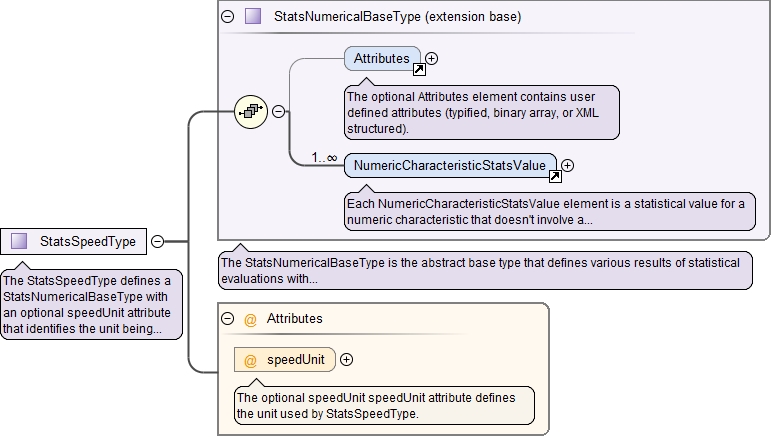 StatsNumericalBaseType (extension base)
Attributes
The optional Attributes element contains user
defined attributes (typified, binary array, or XML
structured).
1..∞
NumericCharacteristicStatsValue
Each NumericCharacteristicStatsValue element is a statistical value for a
numeric characteristic that doesn't involve a...
StatsSpeedType
The StatsSpeedType defines a
StatsNumericalBaseType with
an optional speedUnit attribute
that identifies the unit being...
The StatsNumericalBaseType is the abstract base type that defines various results of statistical
evaluations with...
@ Attributes
@ speedUnit
The optional speedUnit speedUnit attribute defines
the unit used by StatsSpeedType.